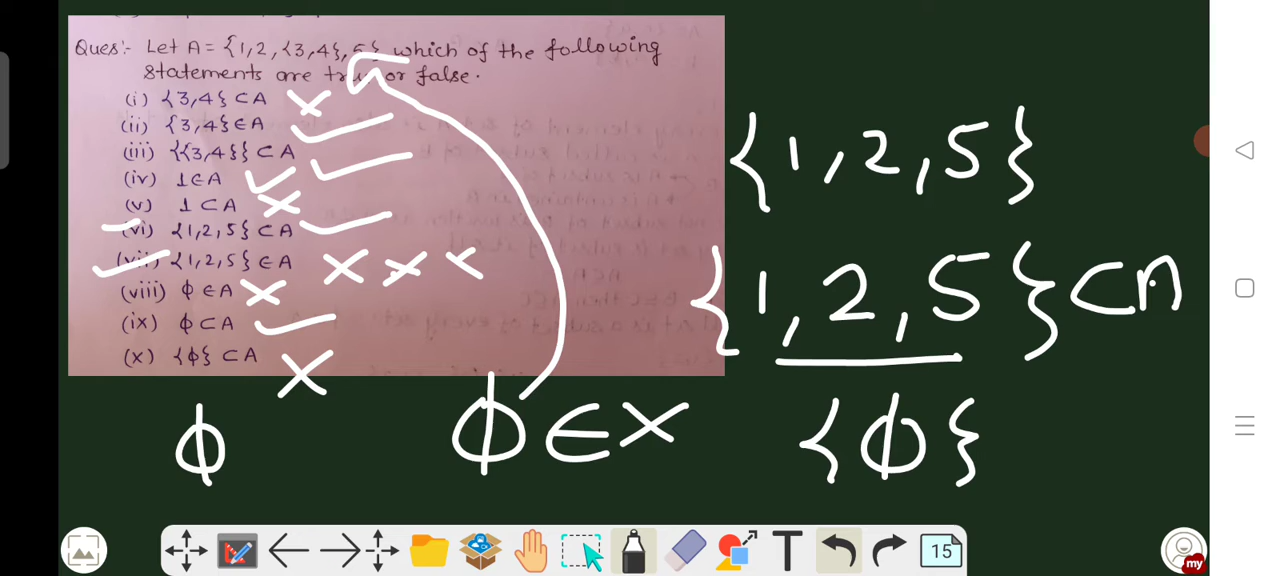 Ques:- Let A = {1, 2, {3, 4}, 5} which of the following
statements are true or false.
(i) {3, 4} ⊂ A ×
(ii) {3, 4} ∈ A
(iii) {{3, 4}} ⊂ A
(iv) 1 ∈ A
(v) 1 ⊂ A ×
(vi) {1, 2, 5} ⊂ A
(vii) {1, 2, 5} ∈ A × × ×
(viii) ϕ ∈ A ×
(ix) ϕ ⊂ A
(x) {ϕ} ⊂ A ×
{1, 2, 5}
{1, 2, 5} ⊂ A
ϕ
ϕ ∈ ×
{ϕ}
T
15
my